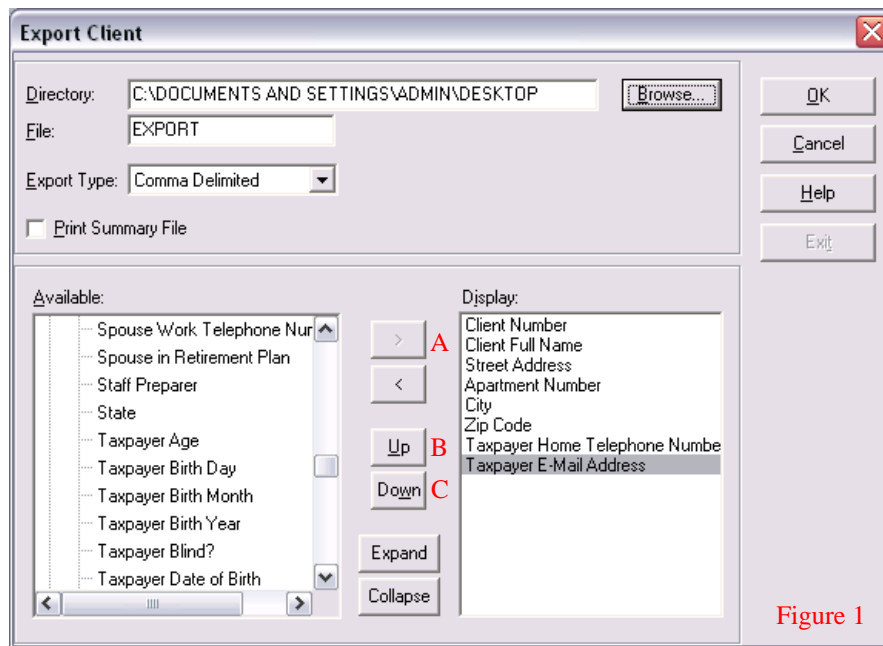 Export Client
Directory: C:\DOCUMENTS AND SETTINGS\ADMIN\DESKTOP Browse...
File: EXPORT
Export Type: Comma Delimited
Print Summary File
OK
Cancel
Help
Exit
Available:
Spouse Work Telephone Nur
Spouse in Retirement Plan
Staff Preparer
State
Taxpayer Age
Taxpayer Birth Day
Taxpayer Birth Month
Taxpayer Birth Year
Taxpayer Blind?
Taxpayer Date of Birth
> A
<
Up B
Down C
Expand
Collapse
Display:
Client Number
Client Full Name
Street Address
Apartment Number
City
Zip Code
Taxpayer Home Telephone Numbe
Taxpayer E-Mail Address
Figure 1